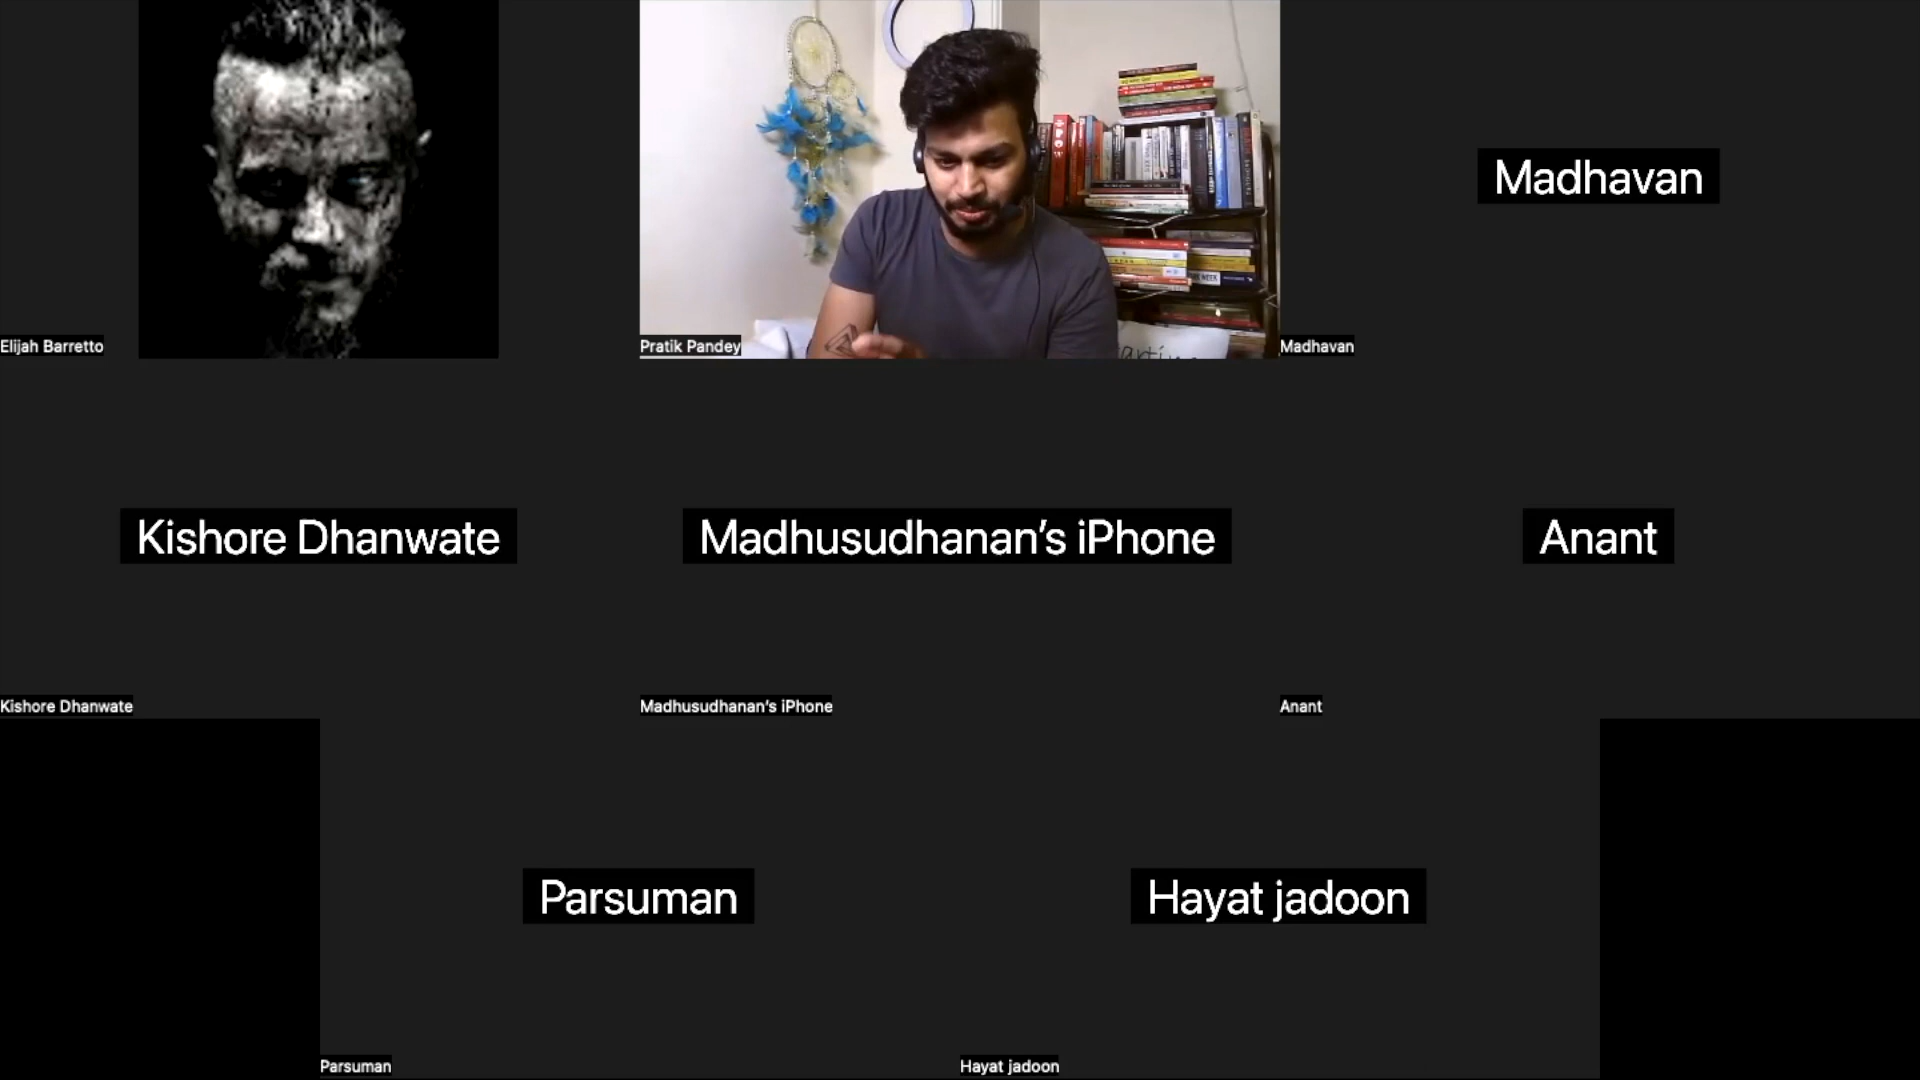 Madhavan
Elijah Barretto
Pratik Pandey
Madhavan
Kishore Dhanwate
Madhusudhanan’s iPhone
Anant
Kishore Dhanwate
Madhusudhanan’s iPhone
Anant
Parsuman
Hayat jadoon
Parsuman
Hayat jadoon